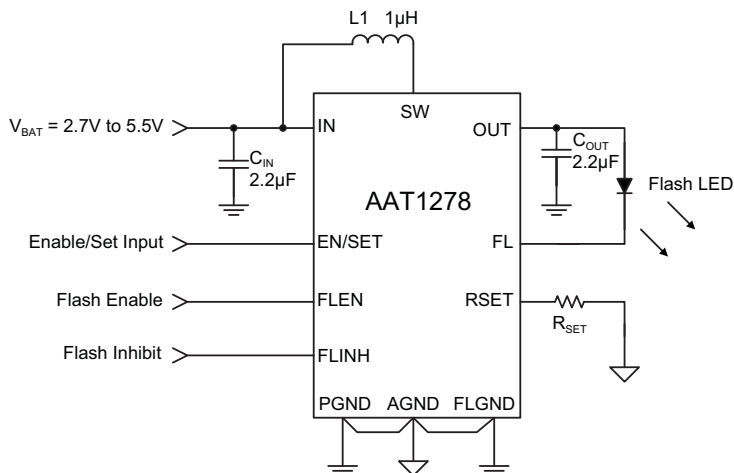 L1 1µH
SW
V_BAT = 2.7V to 5.5V
IN
OUT
C_IN
2.2µF
C_OUT
2.2µF
AAT1278
Flash LED
Enable/Set Input
EN/SET
FL
Flash Enable
FLEN
RSET
R_SET
Flash Inhibit
FLINH
PGND AGND FLGND